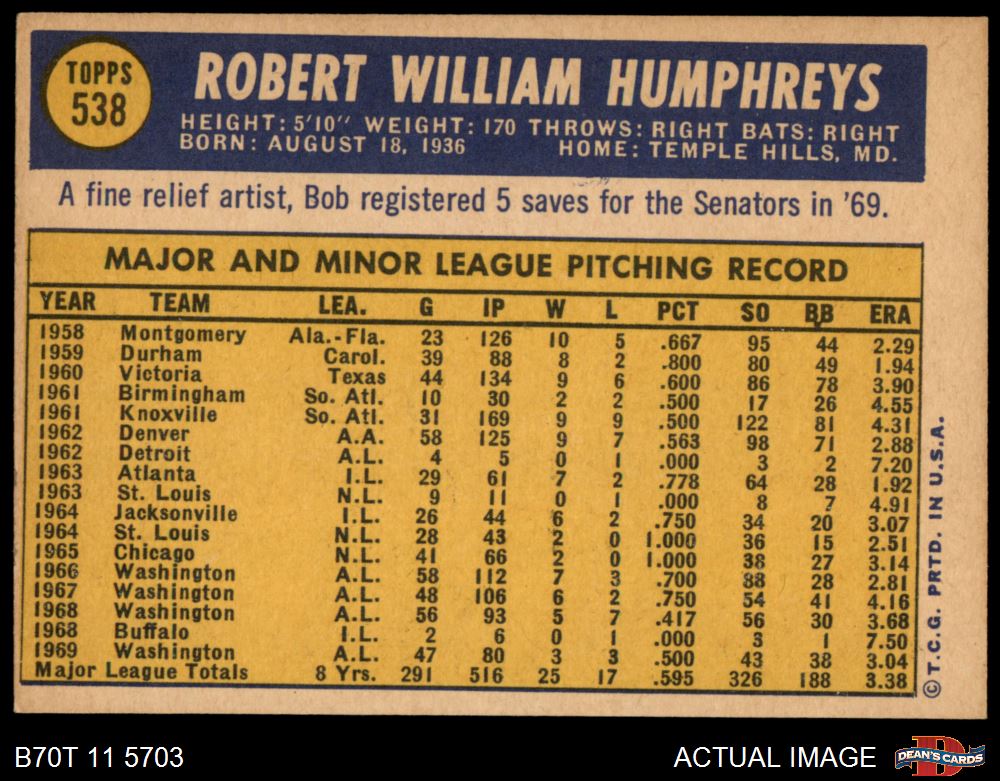 TOPPS
538
ROBERT WILLIAM HUMPHREYS
HEIGHT: 5'10" WEIGHT: 170 THROWS: RIGHT BATS: RIGHT
BORN: AUGUST 18, 1936 HOME: TEMPLE HILLS, MD.
A fine relief artist, Bob registered 5 saves for the Senators in '69.
MAJOR AND MINOR LEAGUE PITCHING RECORD
YEAR TEAM LEA. G IP W L PCT SO BB ERA
1958 Montgomery Ala.-Fla. 23 126 10 5 .667 95 44 2.29
1959 Durham Carol. 39 88 8 2 .800 80 49 1.94
1960 Victoria Texas 44 134 9 6 .600 86 78 3.90
1961 Birmingham So. Atl. 10 30 2 2 .500 17 26 4.55
1961 Knoxville So. Atl. 31 169 9 9 .500 122 81 4.31
1962 Denver A.A. 58 125 9 7 .563 98 71 2.88
1962 Detroit A.L. 4 5 0 1 .000 3 2 7.20
1963 Atlanta I.L. 29 61 7 2 .778 64 28 1.92
1963 St. Louis N.L. 9 11 0 1 .000 8 7 4.91
1964 Jacksonville I.L. 26 44 6 2 .750 34 20 3.07
1964 St. Louis N.L. 28 43 2 0 1.000 36 15 2.51
1965 Chicago N.L. 41 66 2 0 1.000 38 27 3.14
1966 Washington A.L. 58 112 7 3 .700 88 28 2.81
1967 Washington A.L. 48 106 6 2 .750 54 41 4.16
1968 Washington A.L. 56 93 5 7 .417 56 30 3.68
1968 Buffalo I.L. 2 6 0 1 .000 3 1 7.50
1969 Washington A.L. 47 80 3 3 .500 43 38 3.04
Major League Totals 8 Yrs. 291 516 25 17 .595 326 188 3.38
© T.C.G. PRTD. IN U.S.A.
B70T 11 5703 ACTUAL IMAGE
D
DEAN'S CARDS